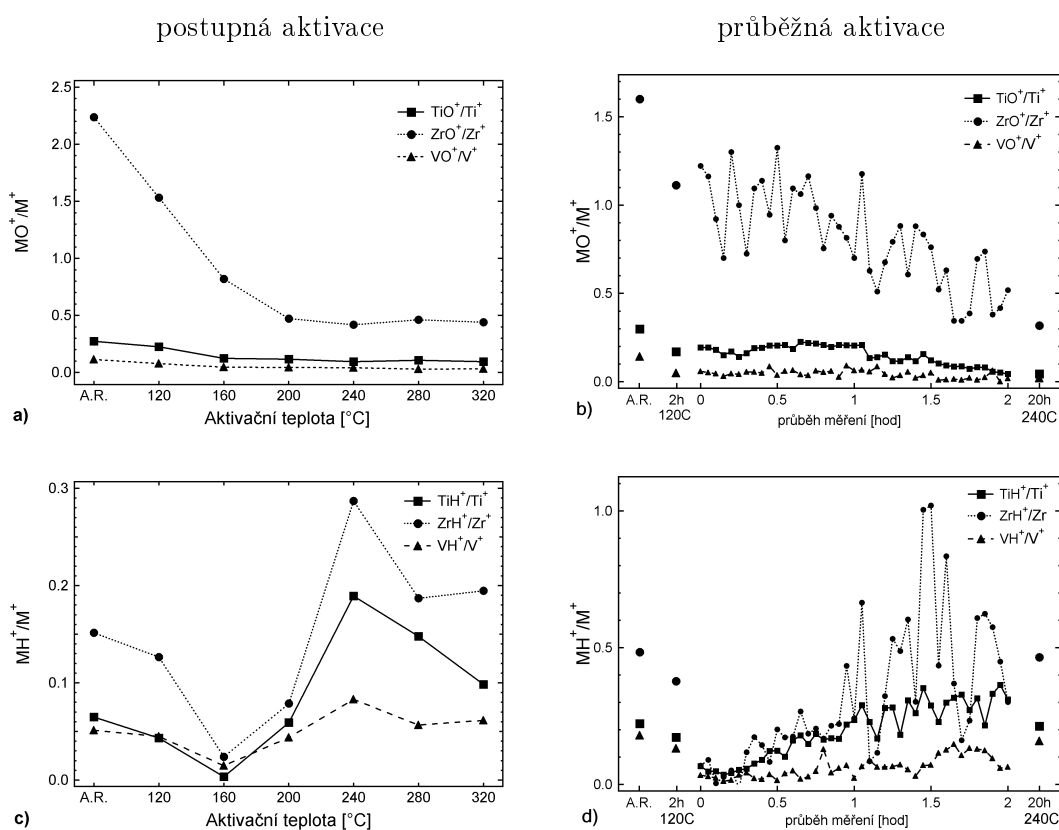 postupná aktivace
průběžná aktivace
2.5
2.0
1.5
1.0
0.5
0.0
MO⁺/M⁺
TiO⁺/Ti⁺
ZrO⁺/Zr⁺
VO⁺/V⁺
A.R. 120 160 200 240 280 320
Aktivační teplota [°C]
a)
1.5
1.0
0.5
0.0
MO⁺/M⁺
TiO⁺/Ti⁺
ZrO⁺/Zr⁺
VO⁺/V⁺
A.R. 2h 0 0.5 1 1.5 2 20h
120C 240C
průběh měření [hod]
b)
0.3
0.2
0.1
0.0
MH⁺/M⁺
TiH⁺/Ti⁺
ZrH⁺/Zr⁺
VH⁺/V⁺
A.R. 120 160 200 240 280 320
Aktivační teplota [°C]
c)
1.0
0.5
0.0
MH⁺/M⁺
TiH⁺/Ti⁺
ZrH⁺/Zr
VH⁺/V⁺
A.R. 2h 0 0.5 1 1.5 2 20h
120C 240C
průběh měření [hod]
d)